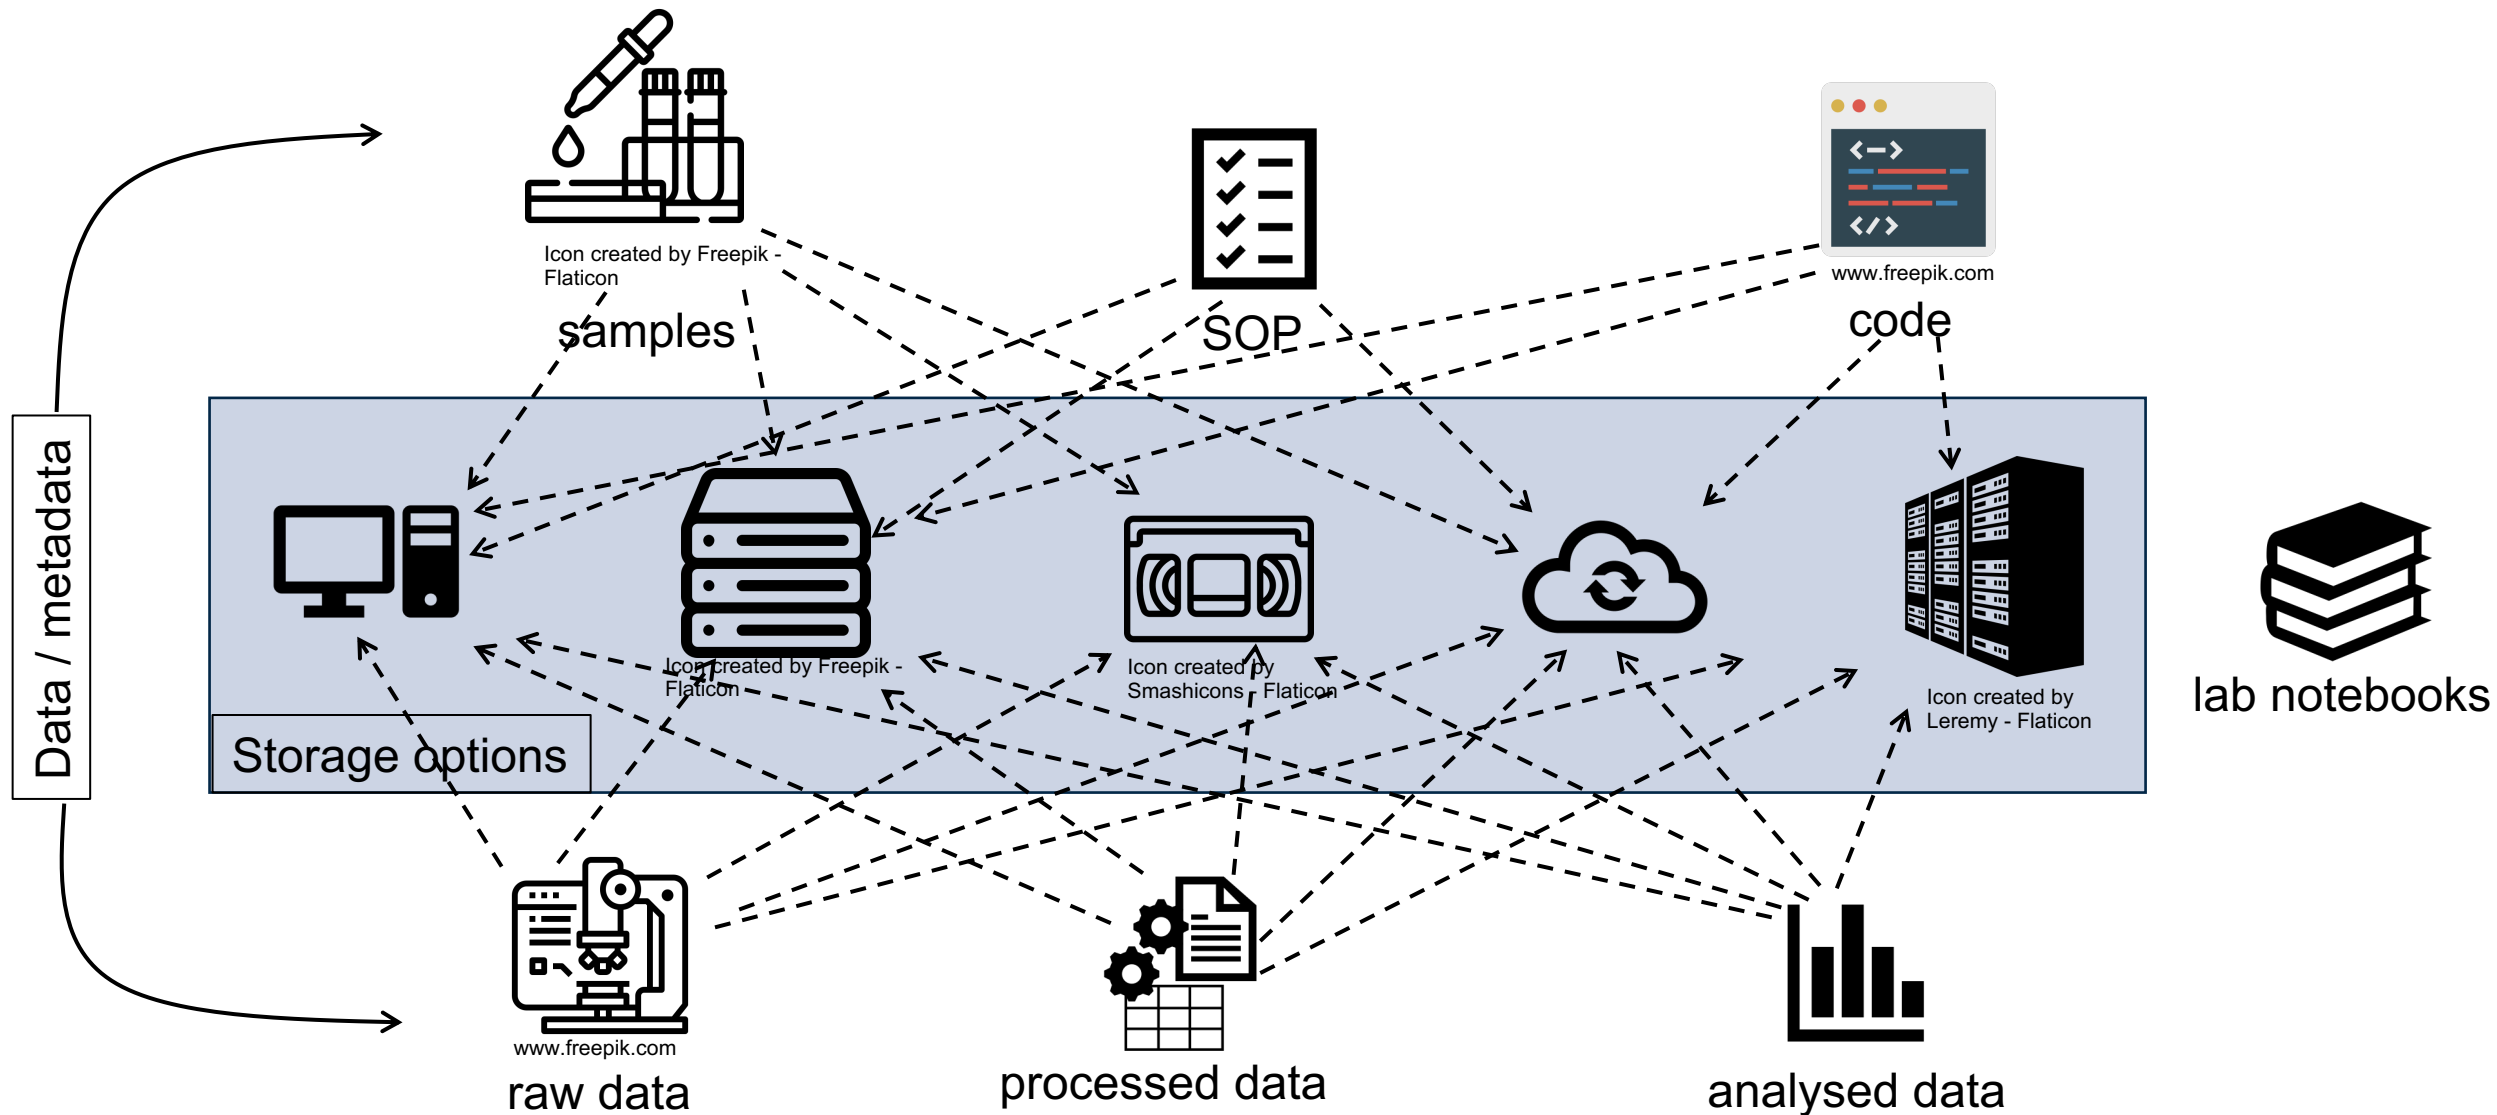 Icon created by Freepik -
Flaticon
samples
SOP
www.freepik.com
code
Data / metadata
Icon created by Freepik -
Flaticon
Icon created by
Smashicons - Flaticon
Icon created by
Leremy - Flaticon
lab notebooks
Storage options
www.freepik.com
raw data
processed data
analysed data